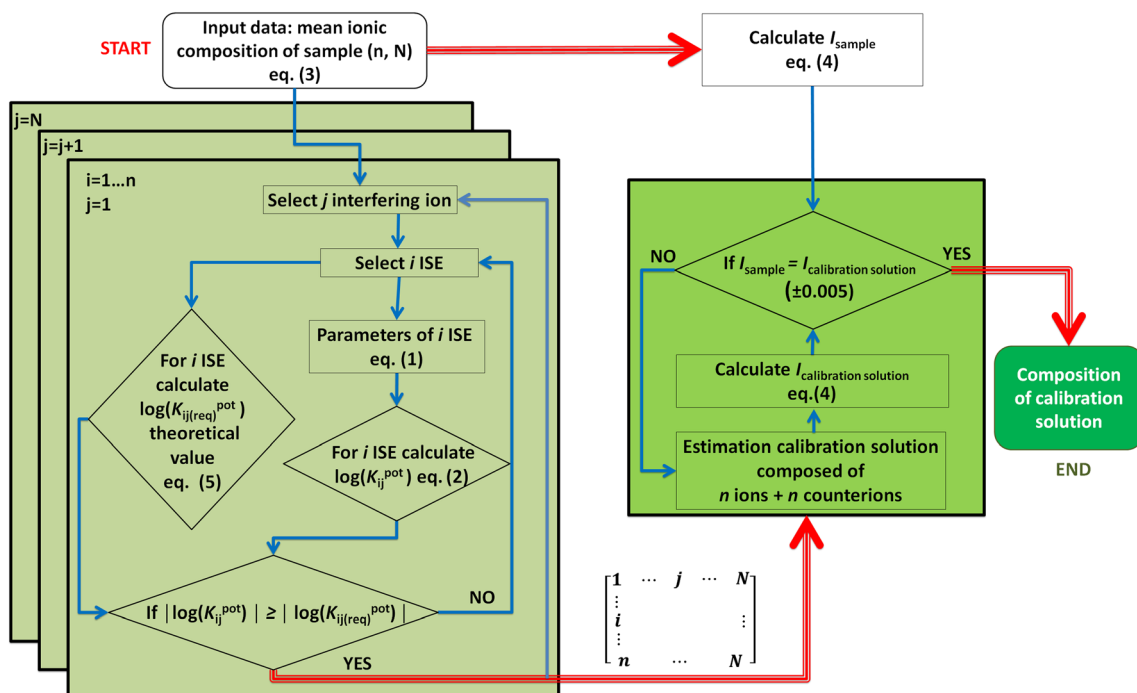 START
Input data: mean ionic
composition of sample (n, N)
eq. (3)
Calculate I_sample
eq. (4)
j=N
j=j+1
i=1...n
j=1
Select j interfering ion
Select i ISE
Parameters of i ISE
eq. (1)
For i ISE
calculate
log(K_ij(req)^pot)
theoretical
value
eq. (5)
For i ISE calculate
log(K_ij^pot) eq. (2)
If |log(K_ij^pot)| ≥ |log(K_ij(req)^pot)|
NO
YES
NO
YES
If I_sample = I_calibration solution
(±0.005)
Calculate I_calibration solution
eq.(4)
Estimation calibration solution
composed of
n ions + n counterions
Composition
of calibration
solution
END
1 ⋯ j ⋯ N
⋮
i ⋮
⋮
n ⋯ N